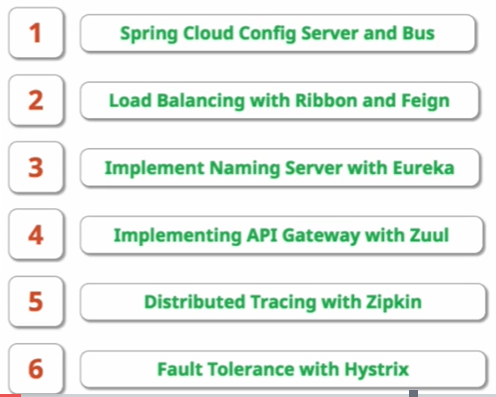 1 Spring Cloud Config Server and Bus
2 Load Balancing with Ribbon and Feign
3 Implement Naming Server with Eureka
4 Implementing API Gateway with Zuul
5 Distributed Tracing with Zipkin
6 Fault Tolerance with Hystrix